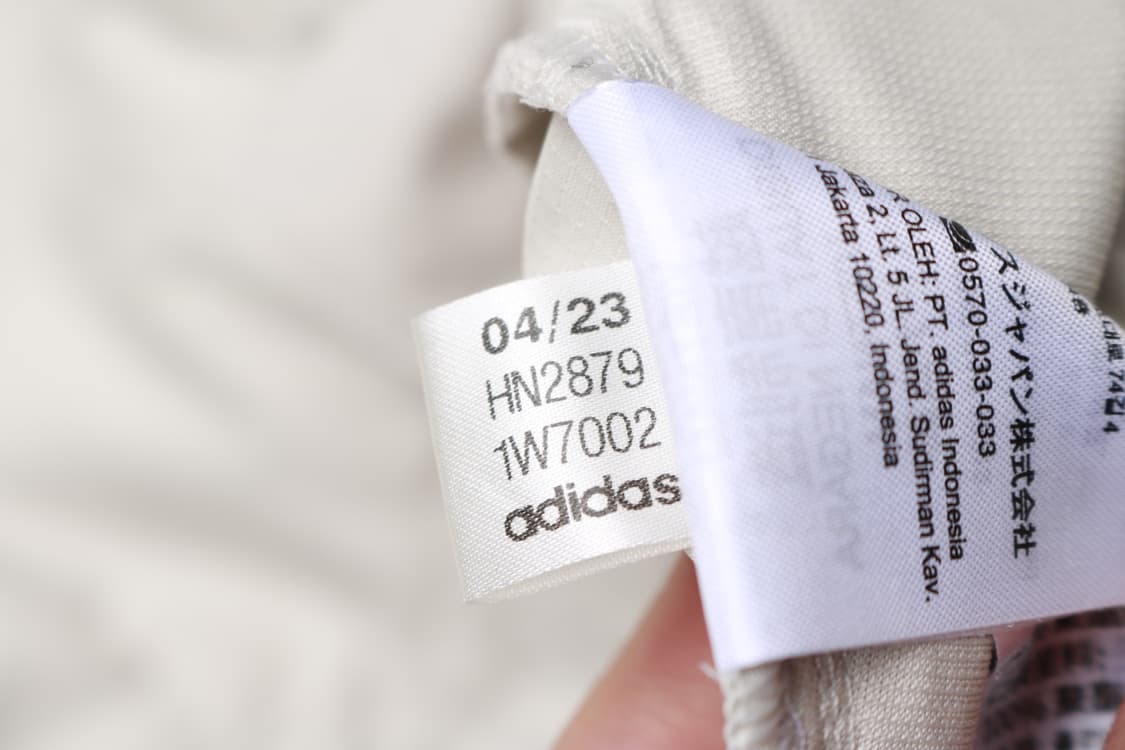 04/23
HN2879
1W7002
adidas
スジャパン株式会社
0570-033-033
OLEH: PT. adidas Indonesia
2, Lt. 5 JL. Jend. Sudirman Kav.
Jakarta 10220, Indonesia